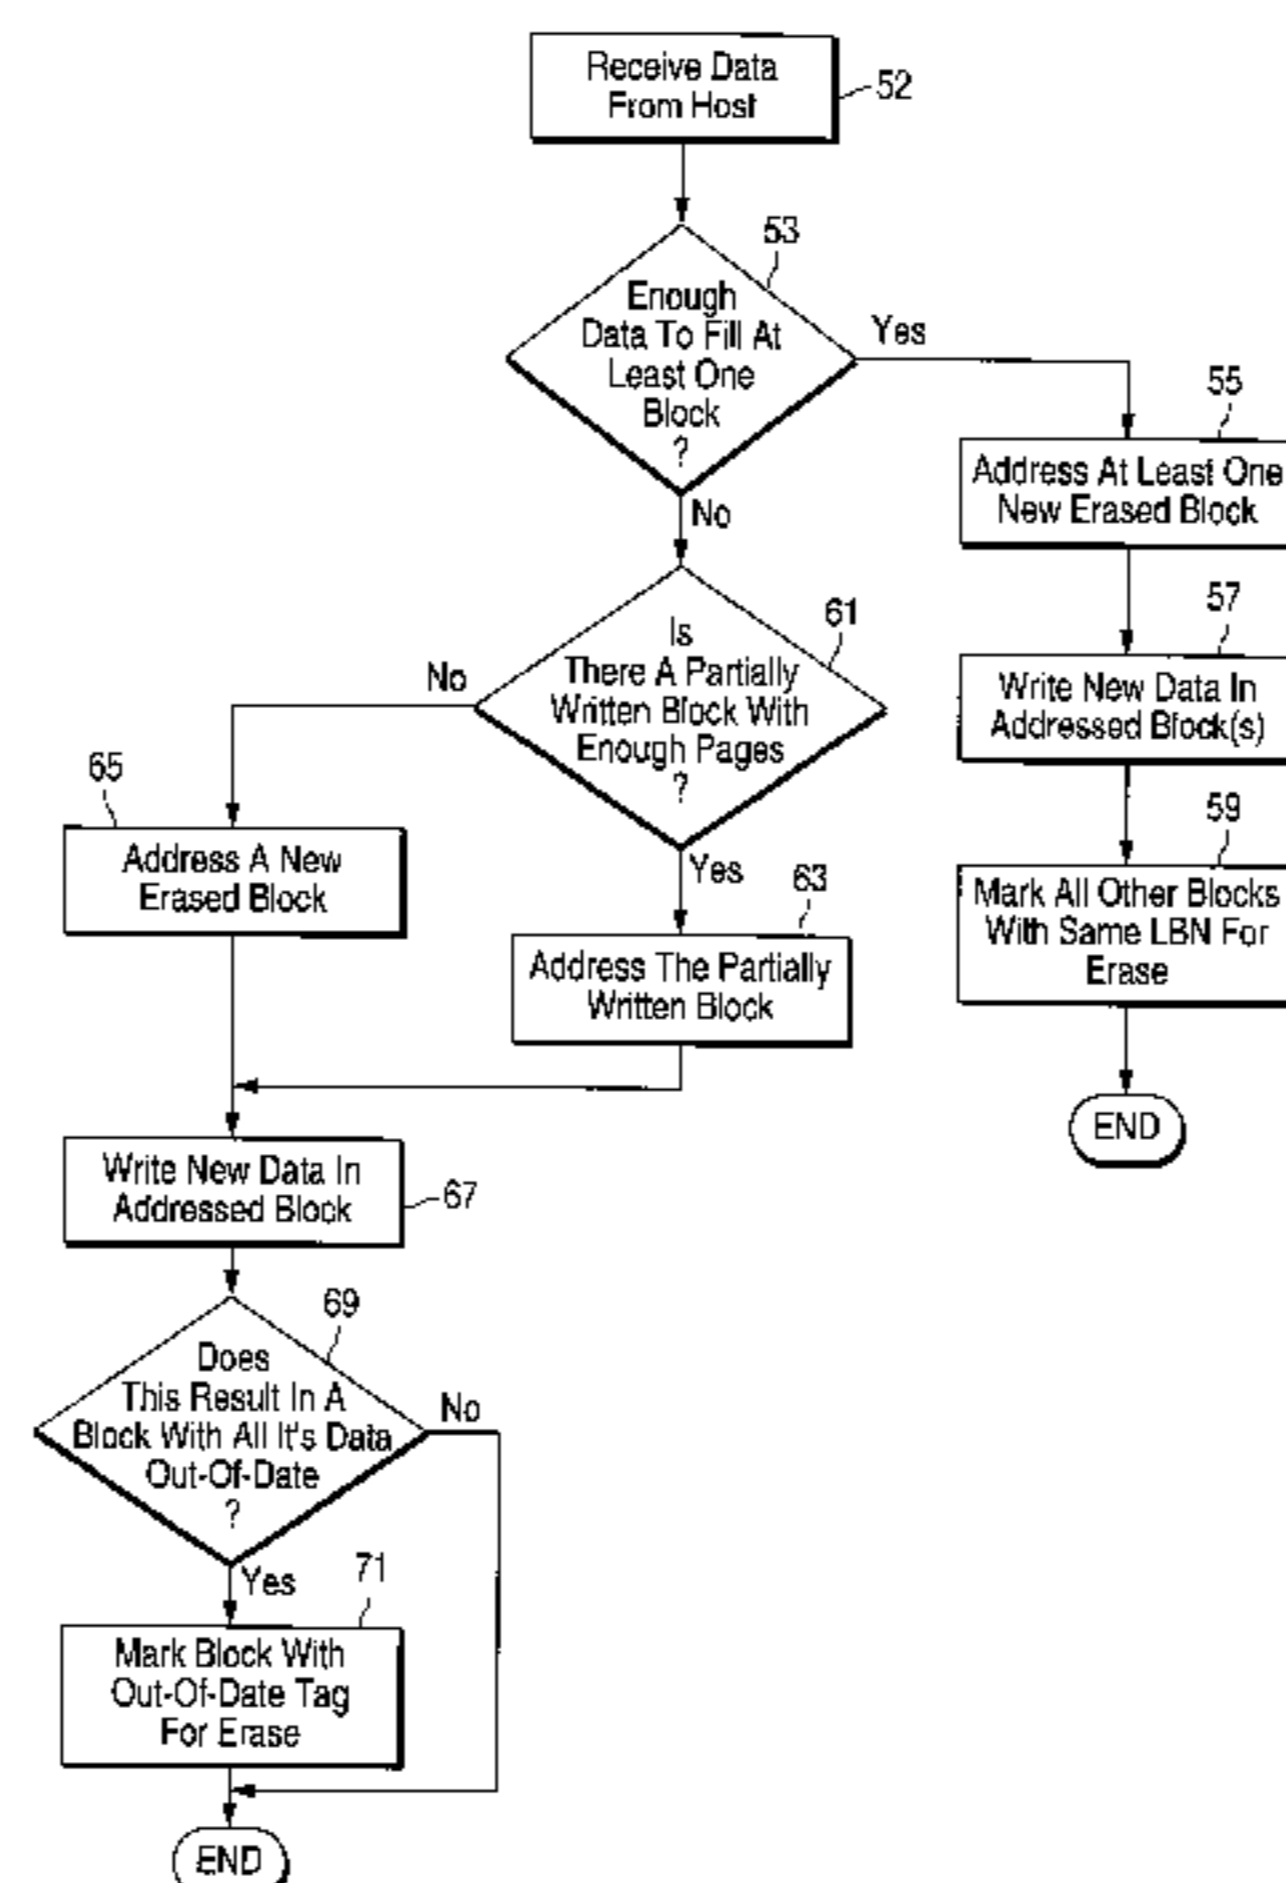 Receive Data
From Host
52
53
Enough
Data To Fill At
Least One
Block
?
Yes
No
55
Address At Least One
New Erased Block
57
Write New Data In
Addressed Block(s)
59
Mark All Other Blocks
With Same LBN For
Erase
END
61
Is
There A Partially
Written Block With
Enough Pages
?
No
Yes
65
Address A New
Erased Block
63
Address The Partially
Written Block
Write New Data In
Addressed Block
67
69
Does
This Result In A
Block With All It's Data
Out-Of-Date
?
No
Yes
71
Mark Block With
Out-Of-Date Tag
For Erase
END